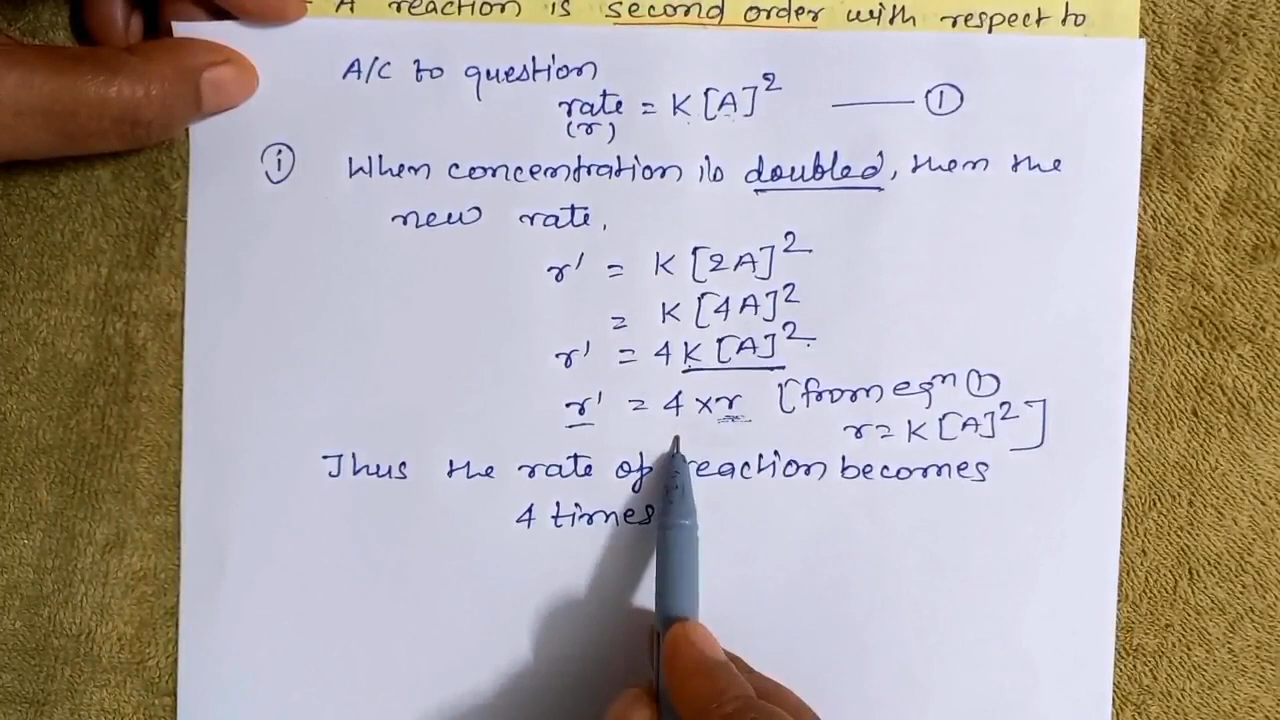 A reaction is second order with respect to
A/C to question
rate = K[A]² —— ①
(r)
① When concentration is doubled, then the
new rate,
r' = K[2A]²
= K[4A]²
r' = 4K[A]²
r' = 4×r [from eqn ①
r = K[A]²]
Thus the rate of reaction becomes
4 times